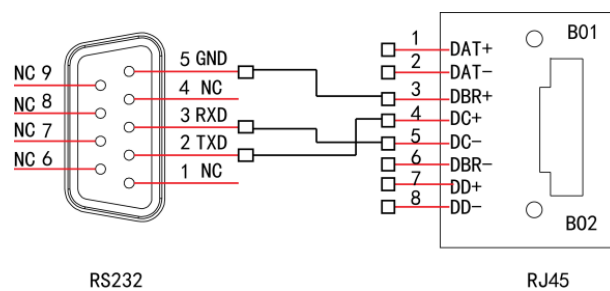 5 GND
NC 9
4 NC
NC 8
3 RXD
NC 7
2 TXD
NC 6
1 NC
RS232
B01
1 DAT+
2 DAT-
3 DBR+
4 DC+
5 DC-
6 DBR-
7 DD+
8 DD-
B02
RJ45